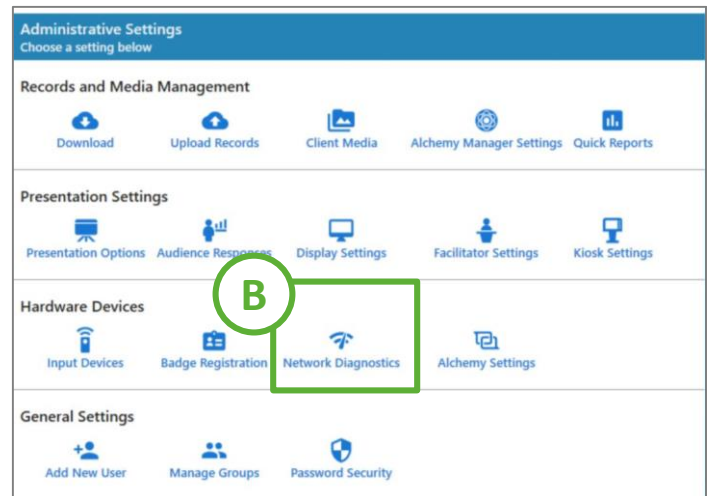 Administrative Settings
Choose a setting below
Records and Media Management
Download Upload Records Client Media Alchemy Manager Settings Quick Reports
Presentation Settings
Presentation Options Audience Responses Display Settings Facilitator Settings Kiosk Settings
B
Hardware Devices
Input Devices Badge Registration Network Diagnostics Alchemy Settings
General Settings
Add New User Manage Groups Password Security